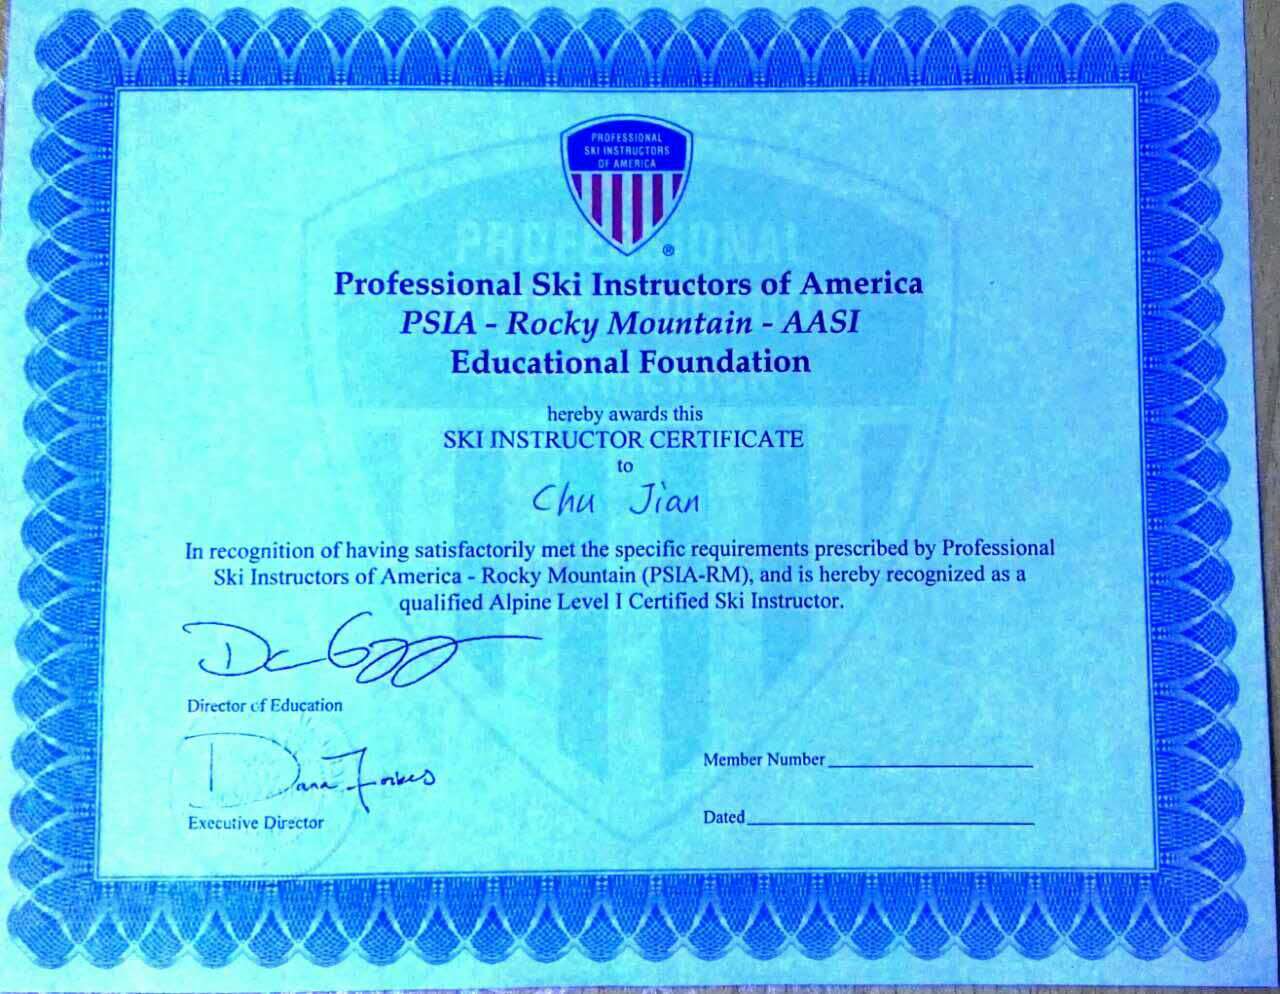 PROFESSIONAL
SKI INSTRUCTORS
OF AMERICA
®
PROFESSIONAL
Professional Ski Instructors of America
PSIA - Rocky Mountain - AASI
Educational Foundation
hereby awards this
SKI INSTRUCTOR CERTIFICATE
to
Chu Jian
In recognition of having satisfactorily met the specific requirements prescribed by Professional
Ski Instructors of America - Rocky Mountain (PSIA-RM), and is hereby recognized as a
qualified Alpine Level I Certified Ski Instructor.
Director of Education
Dana Forbes
Executive Director
Member Number
Dated